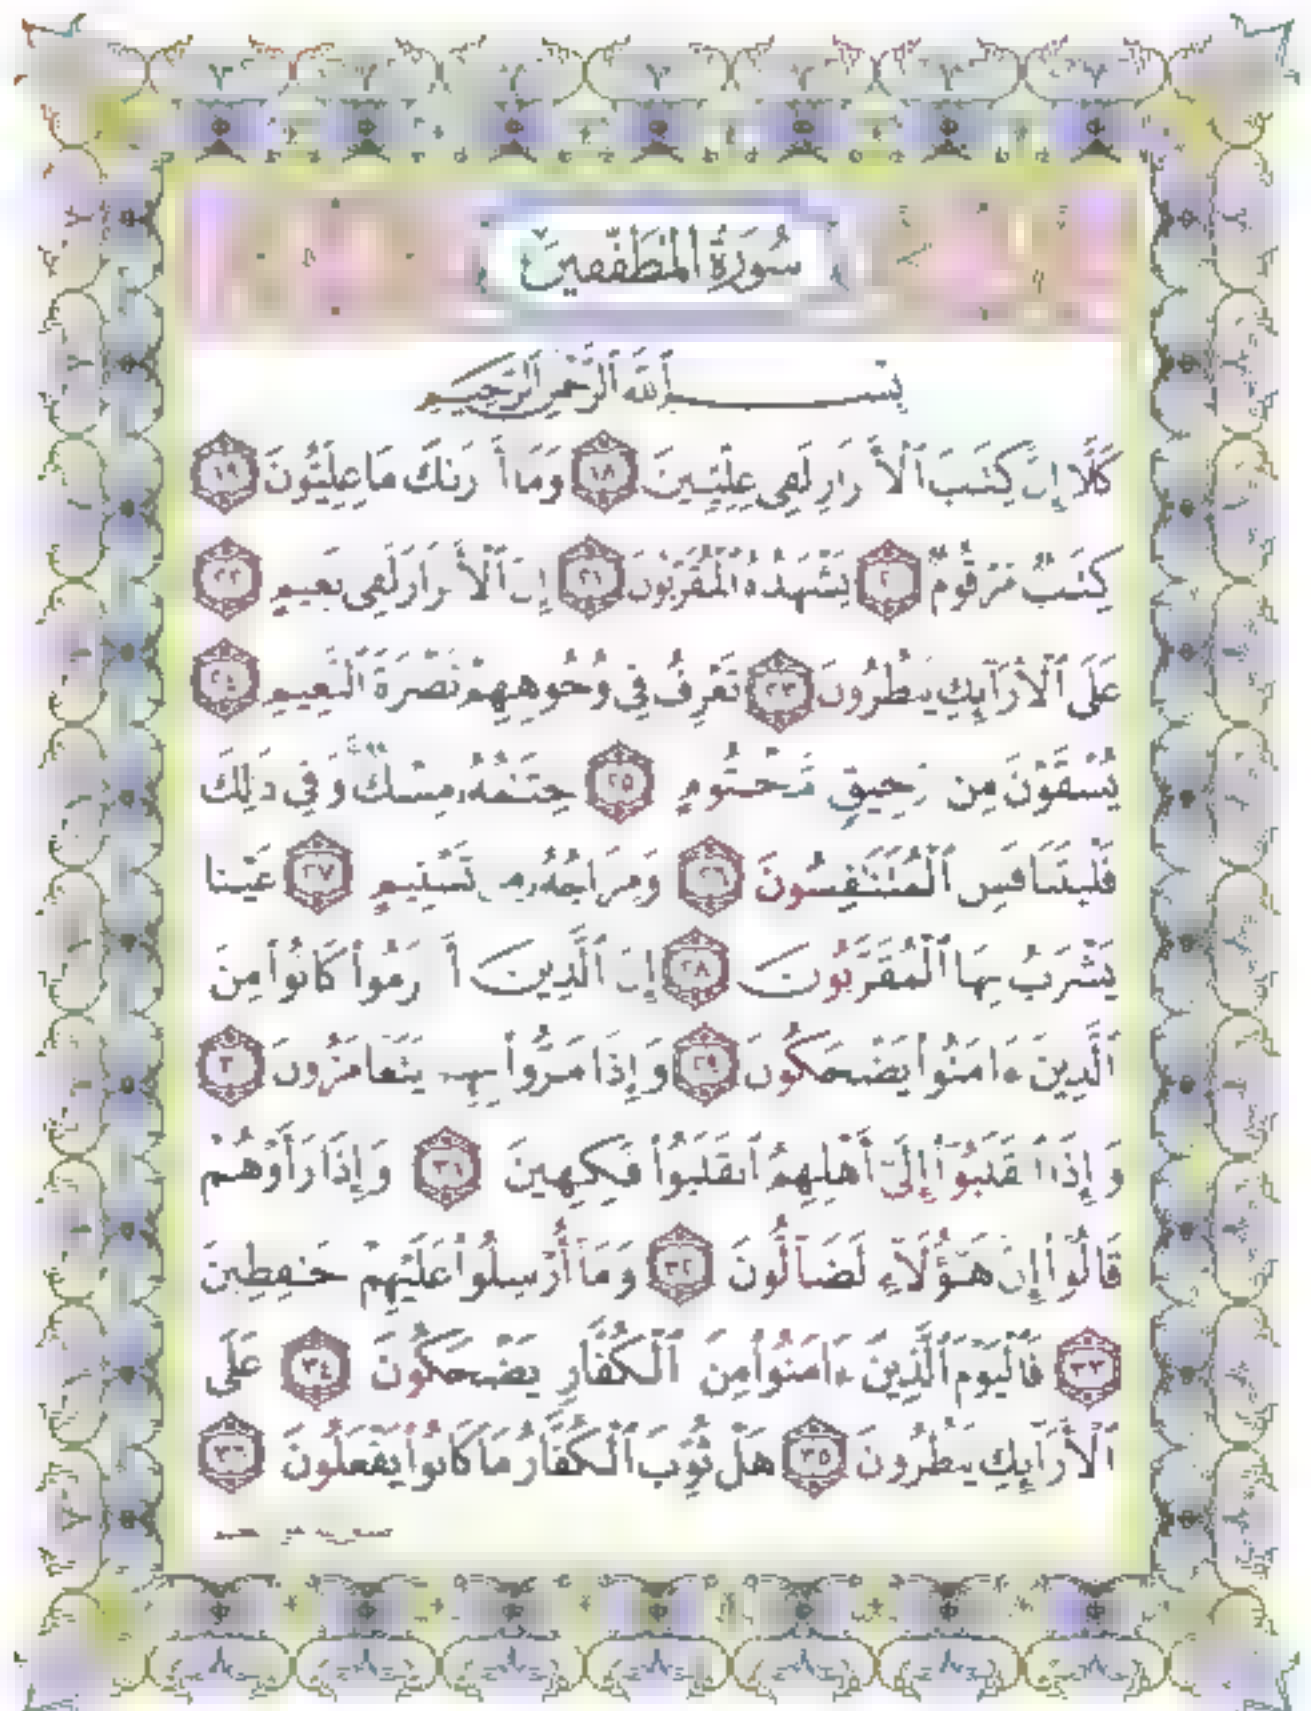 سُورَةُ الْمُطَفِّفِينَ
بِسْمِ اللَّهِ الرَّحْمَٰنِ الرَّحِيمِ
كَلَّا إِنَّ كِتَٰبَ ٱلْأَبْرَارِ لَفِى عِلِّيِّينَ ١٨ وَمَآ أَدْرَىٰكَ مَا عِلِّيُّونَ ١٩
كِتَٰبٌ مَّرْقُومٌ ٢٠ يَشْهَدُهُ ٱلْمُقَرَّبُونَ ٢١ إِنَّ ٱلْأَبْرَارَ لَفِى نَعِيمٍ ٢٢
عَلَى ٱلْأَرَآئِكِ يَنظُرُونَ ٢٣ تَعْرِفُ فِى وُجُوهِهِمْ نَضْرَةَ ٱلنَّعِيمِ ٢٤
يُسْقَوْنَ مِن رَّحِيقٍ مَّخْتُومٍ ٢٥ خِتَٰمُهُۥ مِسْكٌ وَفِى ذَٰلِكَ
فَلْيَتَنَافَسِ ٱلْمُتَنَٰفِسُونَ ٢٦ وَمِزَاجُهُۥ مِن تَسْنِيمٍ ٢٧ عَيْنًا
يَشْرَبُ بِهَا ٱلْمُقَرَّبُونَ ٢٨ إِنَّ ٱلَّذِينَ أَجْرَمُوا۟ كَانُوا۟ مِنَ
ٱلَّذِينَ ءَامَنُوا۟ يَضْحَكُونَ ٢٩ وَإِذَا مَرُّوا۟ بِهِمْ يَتَغَامَزُونَ ٣٠
وَإِذَا ٱنقَلَبُوٓا۟ إِلَىٰٓ أَهْلِهِمُ ٱنقَلَبُوا۟ فَكِهِينَ ٣١ وَإِذَا رَأَوْهُمْ
قَالُوٓا۟ إِنَّ هَٰٓؤُلَآءِ لَضَآلُّونَ ٣٢ وَمَآ أُرْسِلُوا۟ عَلَيْهِمْ حَٰفِظِينَ
٣٣ فَٱلْيَوْمَ ٱلَّذِينَ ءَامَنُوا۟ مِنَ ٱلْكُفَّارِ يَضْحَكُونَ ٣٤ عَلَى
ٱلْأَرَآئِكِ يَنظُرُونَ ٣٥ هَلْ ثُوِّبَ ٱلْكُفَّارُ مَا كَانُوا۟ يَفْعَلُونَ ٣٦